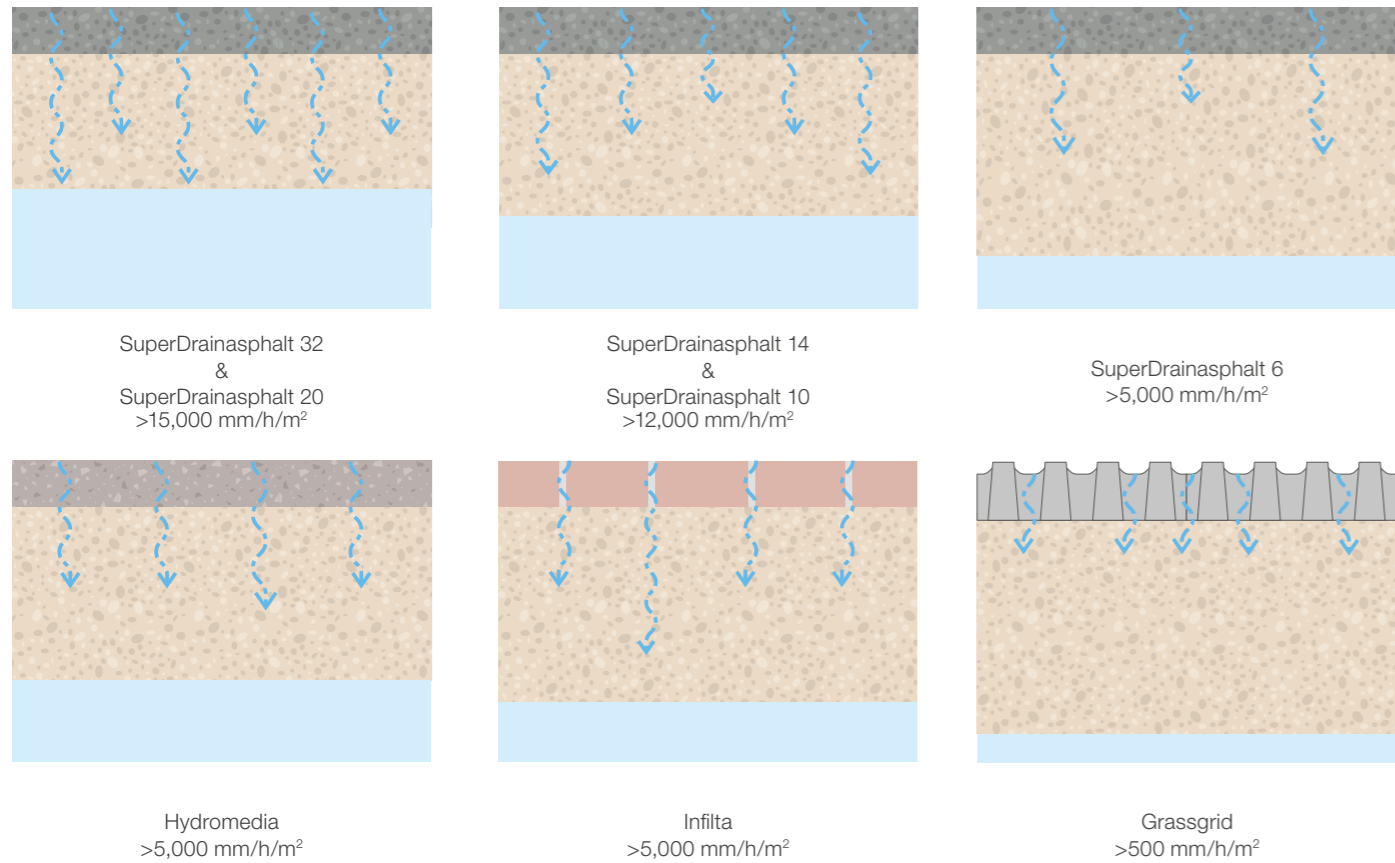 SuperDrainasphalt 32
&
SuperDrainasphalt 20
>15,000 mm/h/m²
SuperDrainasphalt 14
&
SuperDrainasphalt 10
>12,000 mm/h/m²
SuperDrainasphalt 6
>5,000 mm/h/m²
Hydromedia
>5,000 mm/h/m²
Infilta
>5,000 mm/h/m²
Grassgrid
>500 mm/h/m²